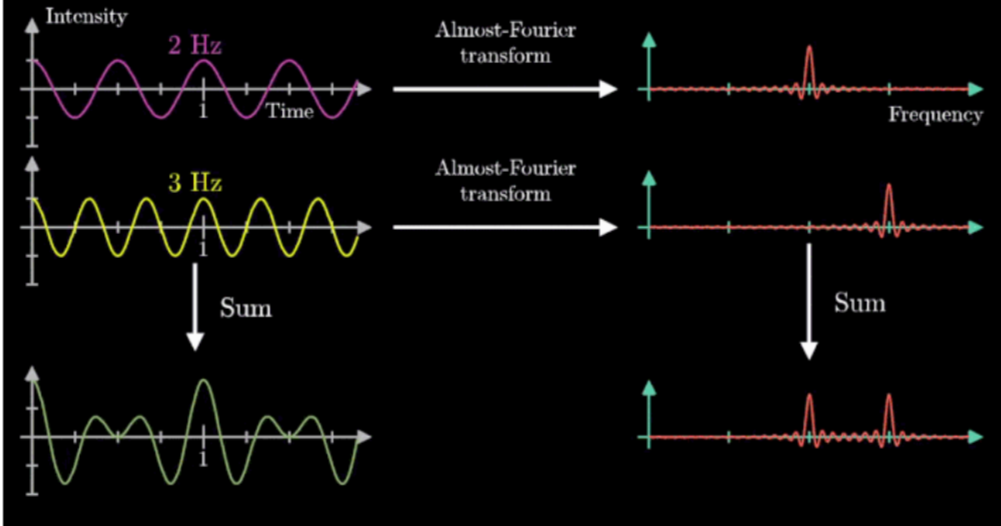 Intensity
2 Hz
1
Time
Almost-Fourier
transform
Frequency
3 Hz
1
Almost-Fourier
transform
Sum
Sum
1